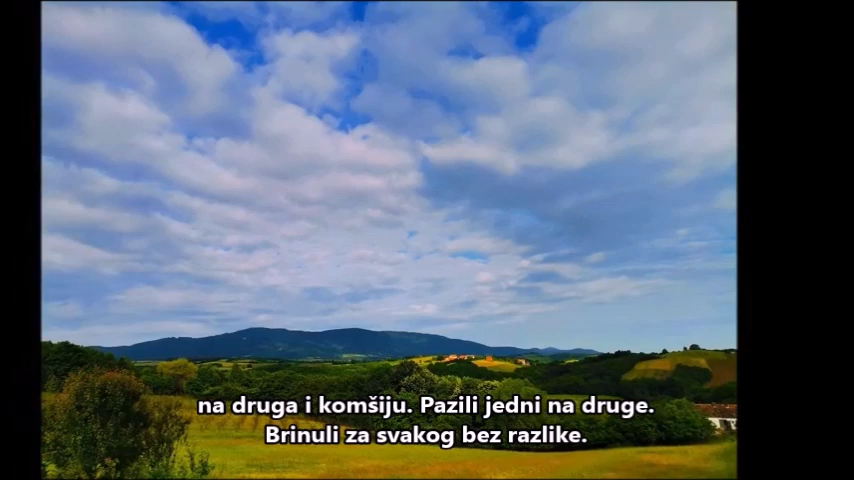 na druga i komšiju. Pazili jedni na druge.
Brinuli za svakog bez razlike.